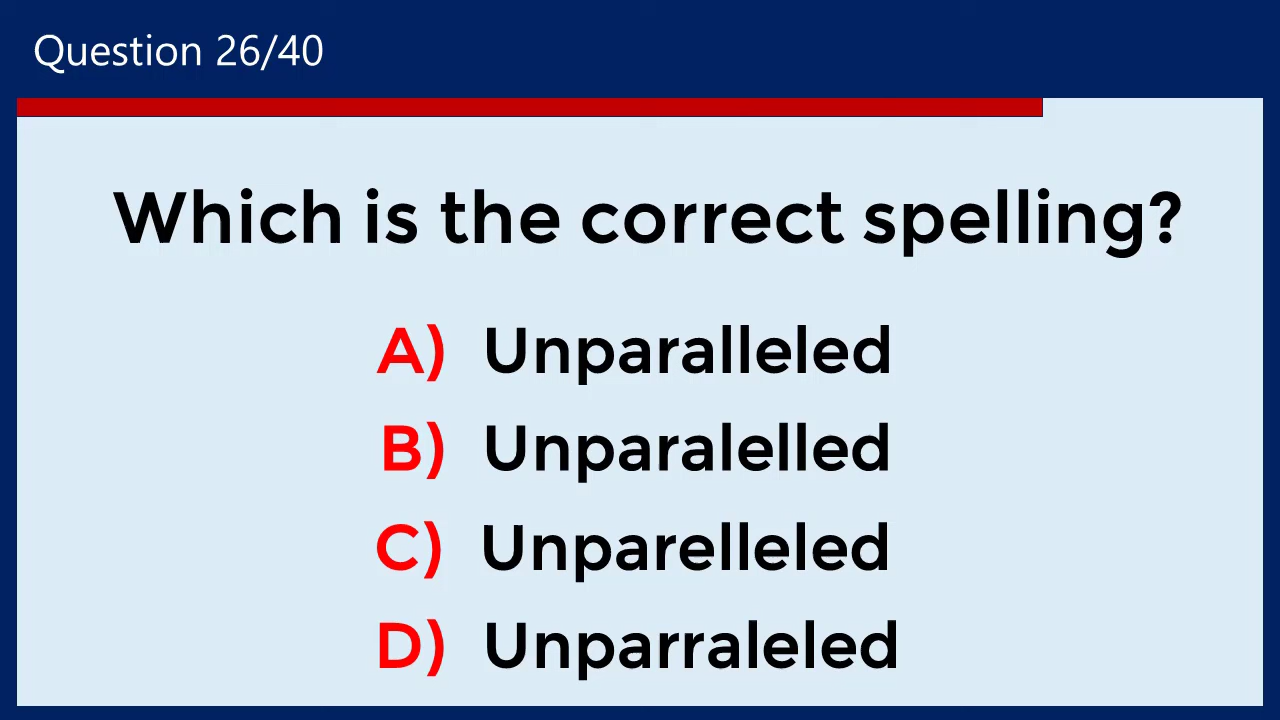 Question 26/40
Which is the correct spelling?
A) Unparalleled
B) Unparalelled
C) Unparelleled
D) Unparraleled